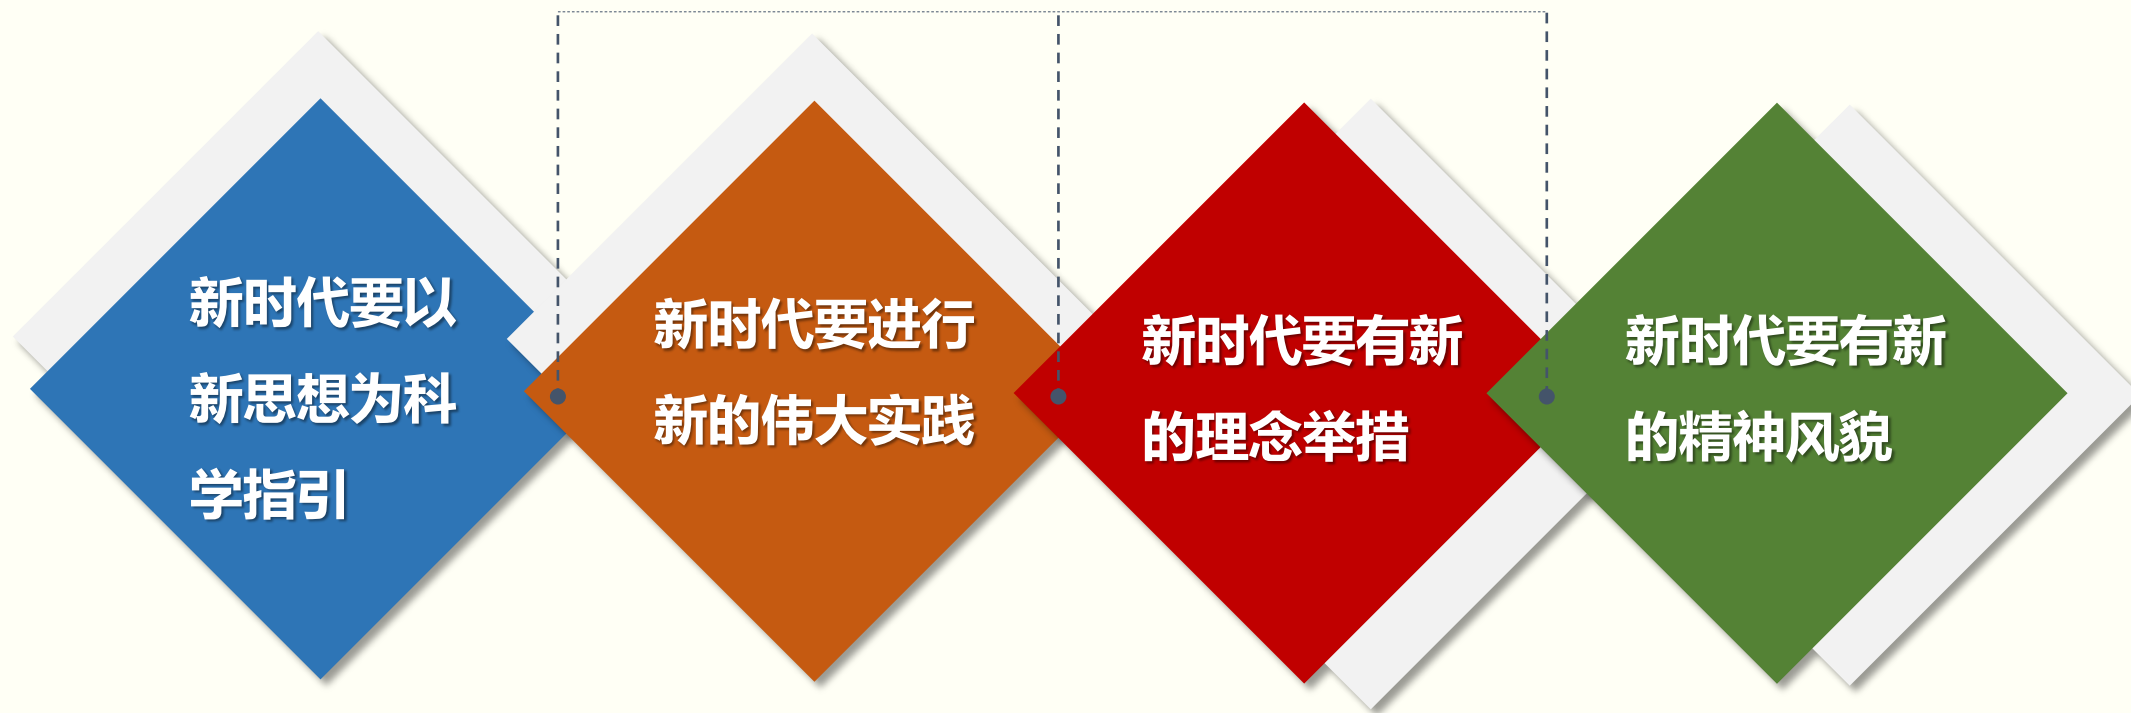 新时代要以
新思想为科
学指引
新时代要进行
新的伟大实践
新时代要有新
的理念举措
新时代要有新
的精神风貌